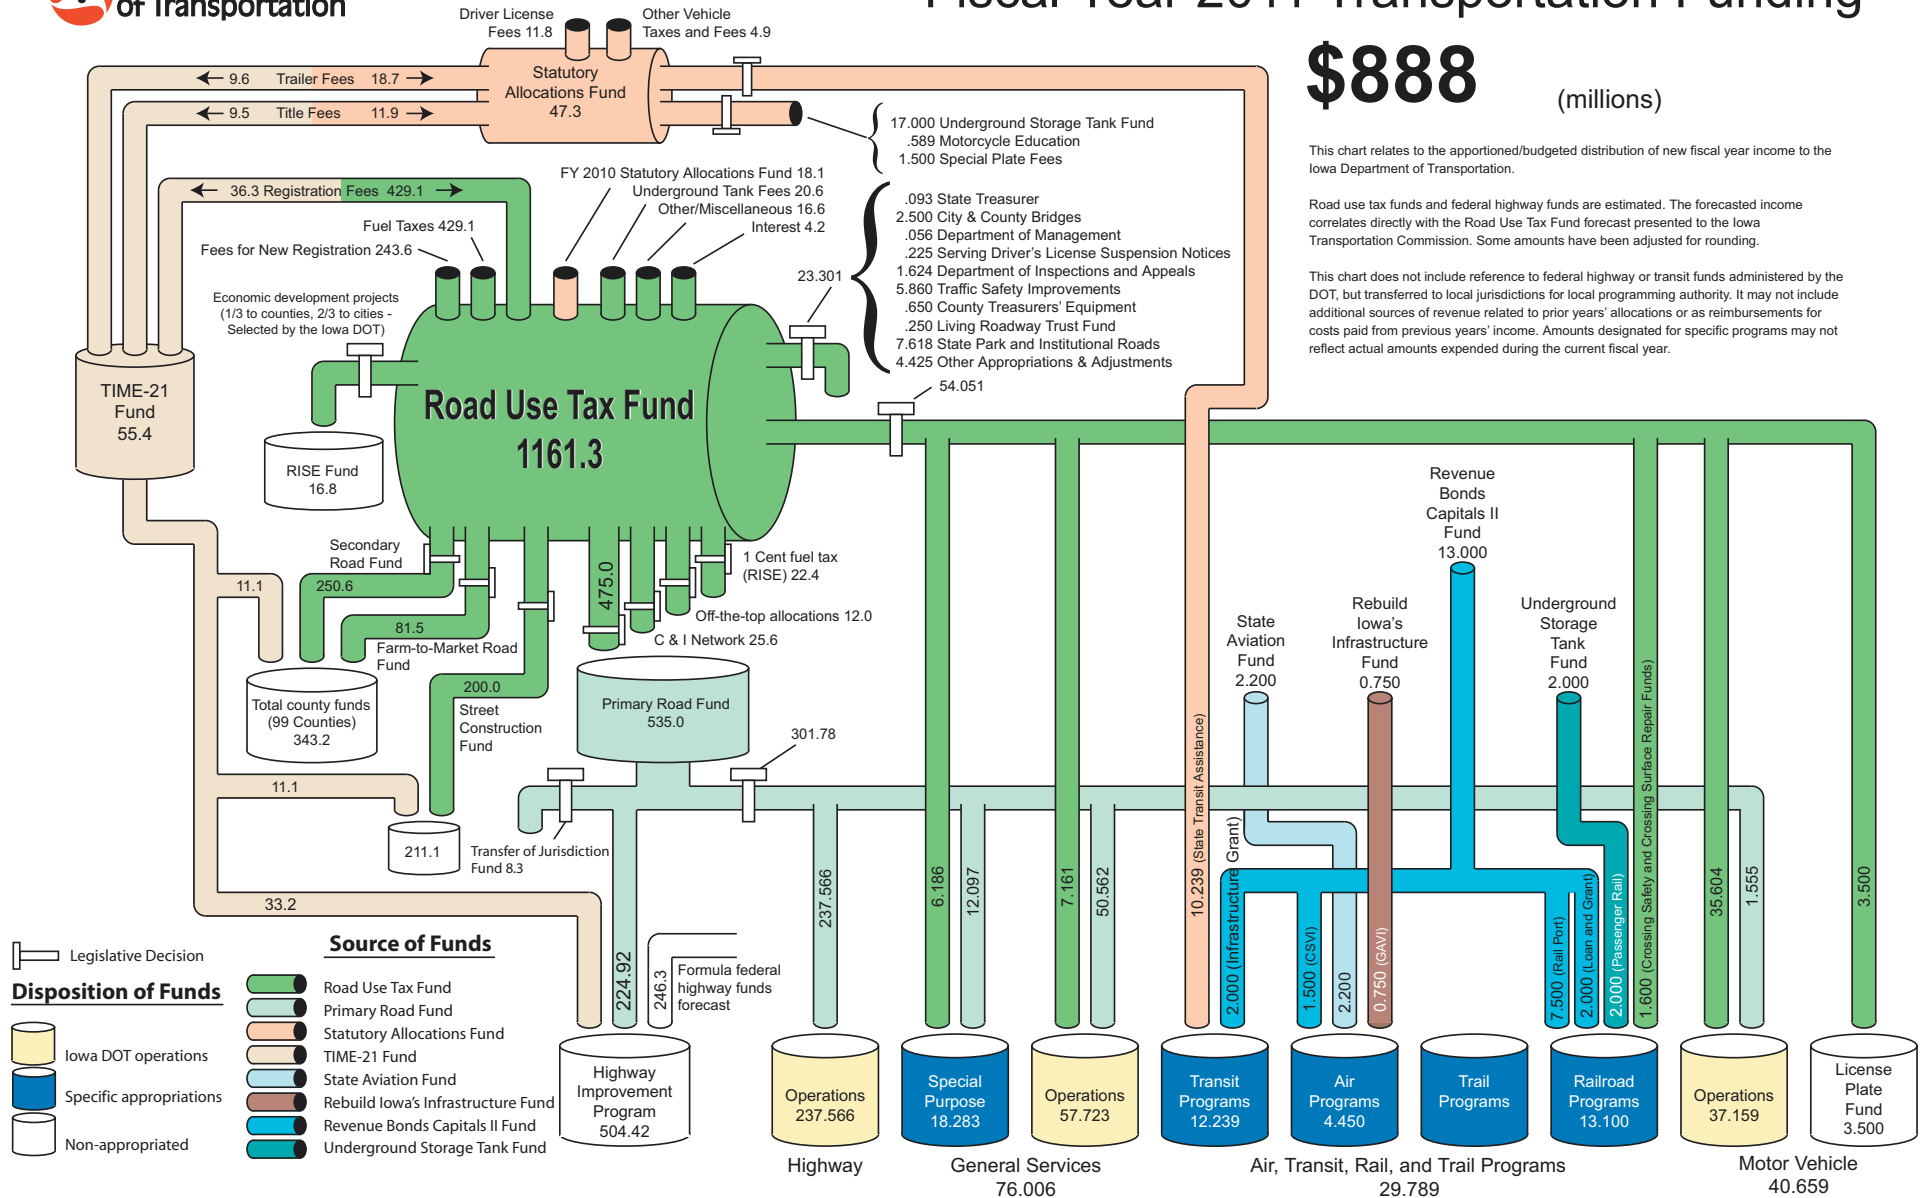 of Transportation
Fiscal Year 2011 Transportation Funding
$888
(millions)
This chart relates to the apportioned/budgeted distribution of new fiscal year income to the
Iowa Department of Transportation.
Road use tax funds and federal highway funds are estimated. The forecasted income
correlates directly with the Road Use Tax Fund forecast presented to the Iowa
Transportation Commission. Some amounts have been adjusted for rounding.
This chart does not include reference to federal highway or transit funds administered by the
DOT, but transferred to local jurisdictions for local programming authority. It may not include
additional sources of revenue related to prior years' allocations or as reimbursements for
costs paid from previous years' income. Amounts designated for specific programs may not
reflect actual amounts expended during the current fiscal year.
Driver License
Fees 11.8
Other Vehicle
Taxes and Fees 4.9
9.6 Trailer Fees 18.7
9.5 Title Fees 11.9
Statutory
Allocations Fund
47.3
17.000 Underground Storage Tank Fund
.589 Motorcycle Education
1.500 Special Plate Fees
36.3 Registration Fees 429.1
FY 2010 Statutory Allocations Fund 18.1
Underground Tank Fees 20.6
Other/Miscellaneous 16.6
Interest 4.2
Fuel Taxes 429.1
Fees for New Registration 243.6
23.301
.093 State Treasurer
2.500 City & County Bridges
.056 Department of Management
.225 Serving Driver's License Suspension Notices
1.624 Department of Inspections and Appeals
5.860 Traffic Safety Improvements
.650 County Treasurers' Equipment
.250 Living Roadway Trust Fund
7.618 State Park and Institutional Roads
4.425 Other Appropriations & Adjustments
54.051
Economic development projects
(1/3 to counties, 2/3 to cities -
Selected by the Iowa DOT)
TIME-21
Fund
55.4
RISE Fund
16.8
Road Use Tax Fund
1161.3
Secondary
Road Fund
11.1
250.6
81.5
Farm-to-Market Road
Fund
200.0
Street
Construction
Fund
475.0
1 Cent fuel tax
(RISE) 22.4
Off-the-top allocations 12.0
C & I Network 25.6
Total county funds
(99 Counties)
343.2
Primary Road Fund
535.0
301.78
11.1
211.1
Transfer of Jurisdiction
Fund 8.3
33.2
Revenue
Bonds
Capitals II
Fund
13.000
State
Aviation
Fund
2.200
Rebuild
Iowa's
Infrastructure
Fund
0.750
Underground
Storage
Tank
Fund
2.000
224.92
246.3
Formula federal
highway funds
forecast
237.566
6.186
12.097
7.161
50.562
10.239 (State Transit Assistance)
2.000 (Infrastructure Grant)
1.500 (CSVI)
2.200
0.750 (GAVI)
7.500 (Rail Port)
2.000 (Loan and Grant)
2.000 (Passenger Rail)
1.600 (Crossing Safety and Crossing Surface Repair Funds)
35.604
1.555
3.500
Legislative Decision
Disposition of Funds
Iowa DOT operations
Specific appropriations
Non-appropriated
Source of Funds
Road Use Tax Fund
Primary Road Fund
Statutory Allocations Fund
TIME-21 Fund
State Aviation Fund
Rebuild Iowa's Infrastructure Fund
Revenue Bonds Capitals II Fund
Underground Storage Tank Fund
Highway
Improvement
Program
504.42
Operations
237.566
Special
Purpose
18.283
Operations
57.723
Transit
Programs
12.239
Air
Programs
4.450
Trail
Programs
Railroad
Programs
13.100
Operations
37.159
License
Plate
Fund
3.500
Highway
General Services
76.006
Air, Transit, Rail, and Trail Programs
29.789
Motor Vehicle
40.659